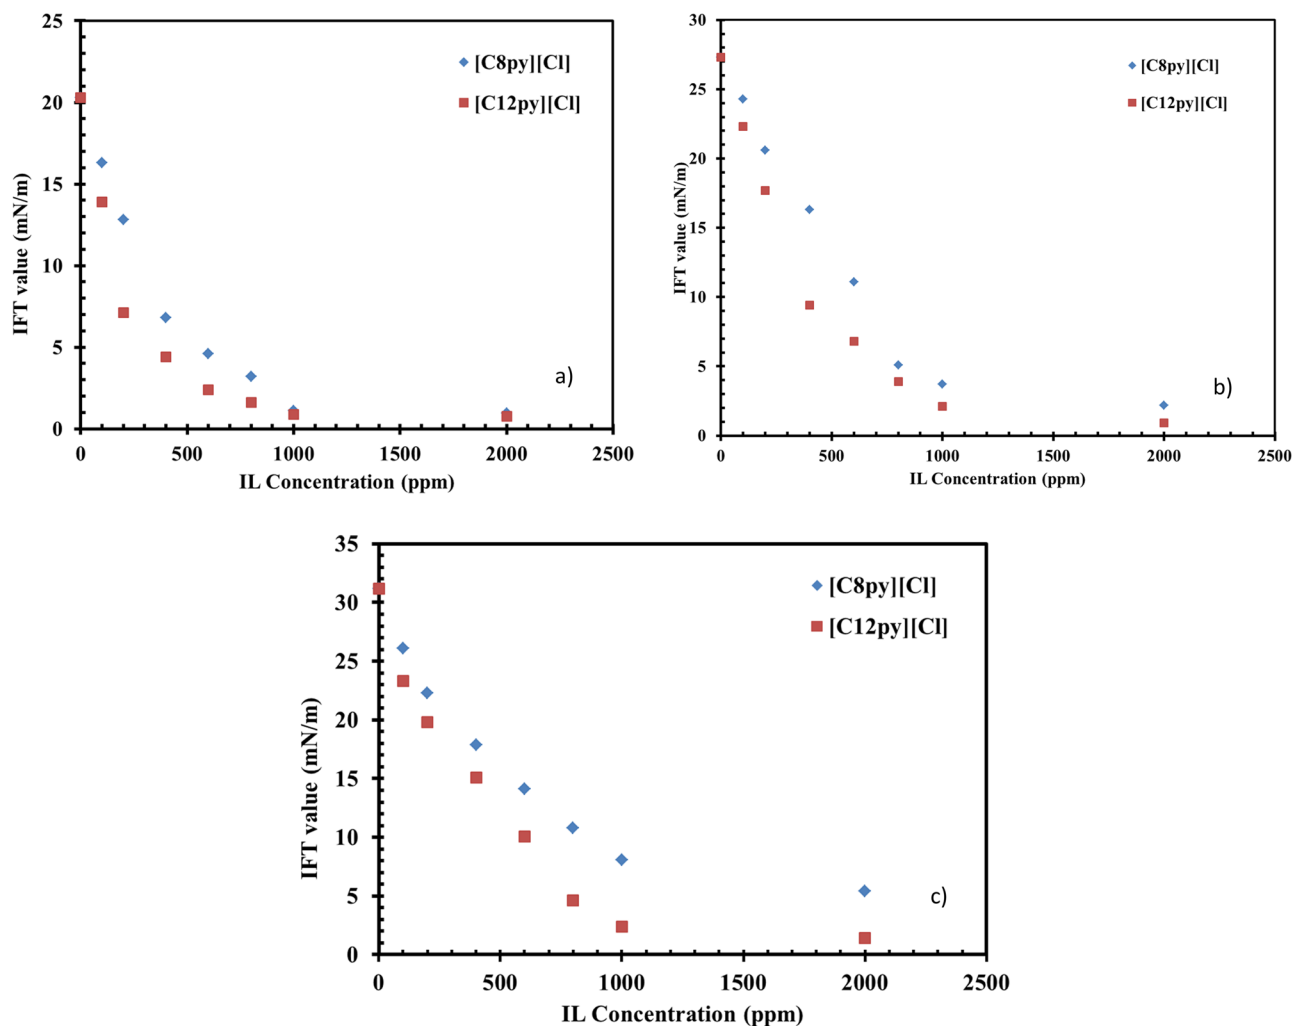 25
20
15
10
5
0
IFT value (mN/m)
[C8py][Cl]
[C12py][Cl]
a)
0 500 1000 1500 2000 2500
IL Concentration (ppm)
30
25
20
15
10
5
0
IFT value (mN/m)
[C8py][Cl]
[C12py][Cl]
b)
0 500 1000 1500 2000 2500
IL Concentration (ppm)
35
30
25
20
15
10
5
0
IFT value (mN/m)
[C8py][Cl]
[C12py][Cl]
c)
0 500 1000 1500 2000 2500
IL Concentration (ppm)